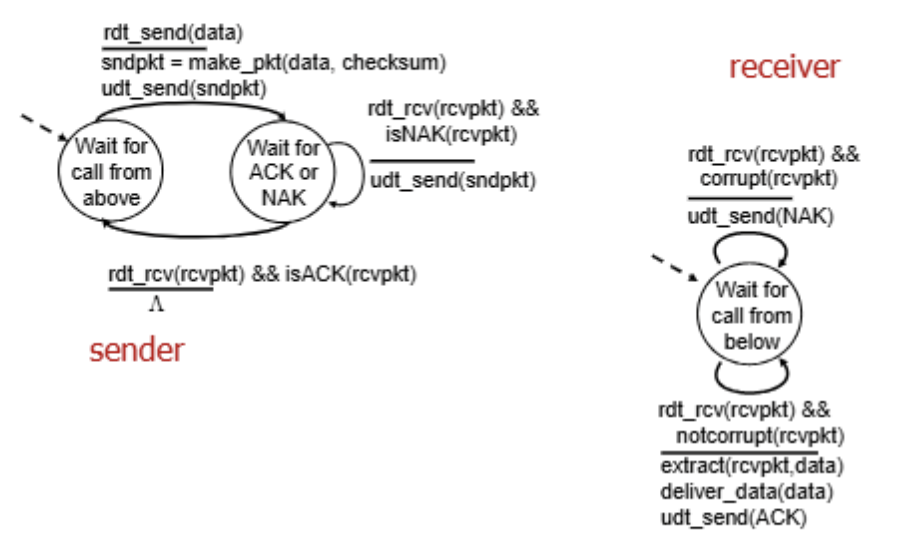 rdt_send(data)
sndpkt = make_pkt(data, checksum)
udt_send(sndpkt)
Wait for
call from
above
Wait for
ACK or
NAK
rdt_rcv(rcvpkt) &&
isNAK(rcvpkt)
udt_send(sndpkt)
rdt_rcv(rcvpkt) && isACK(rcvpkt)
Λ
sender
receiver
rdt_rcv(rcvpkt) &&
corrupt(rcvpkt)
udt_send(NAK)
Wait for
call from
below
rdt_rcv(rcvpkt) &&
notcorrupt(rcvpkt)
extract(rcvpkt,data)
deliver_data(data)
udt_send(ACK)